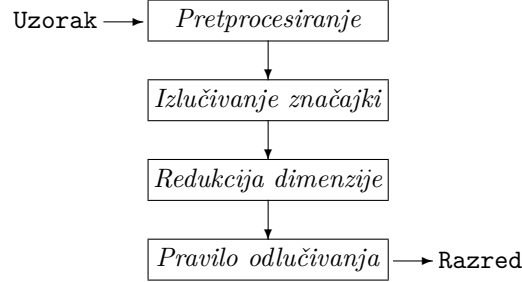 Uzorak Pretprocesiranje
Izlučivanje značajki
Redukcija dimenzije
Pravilo odlučivanja Razred